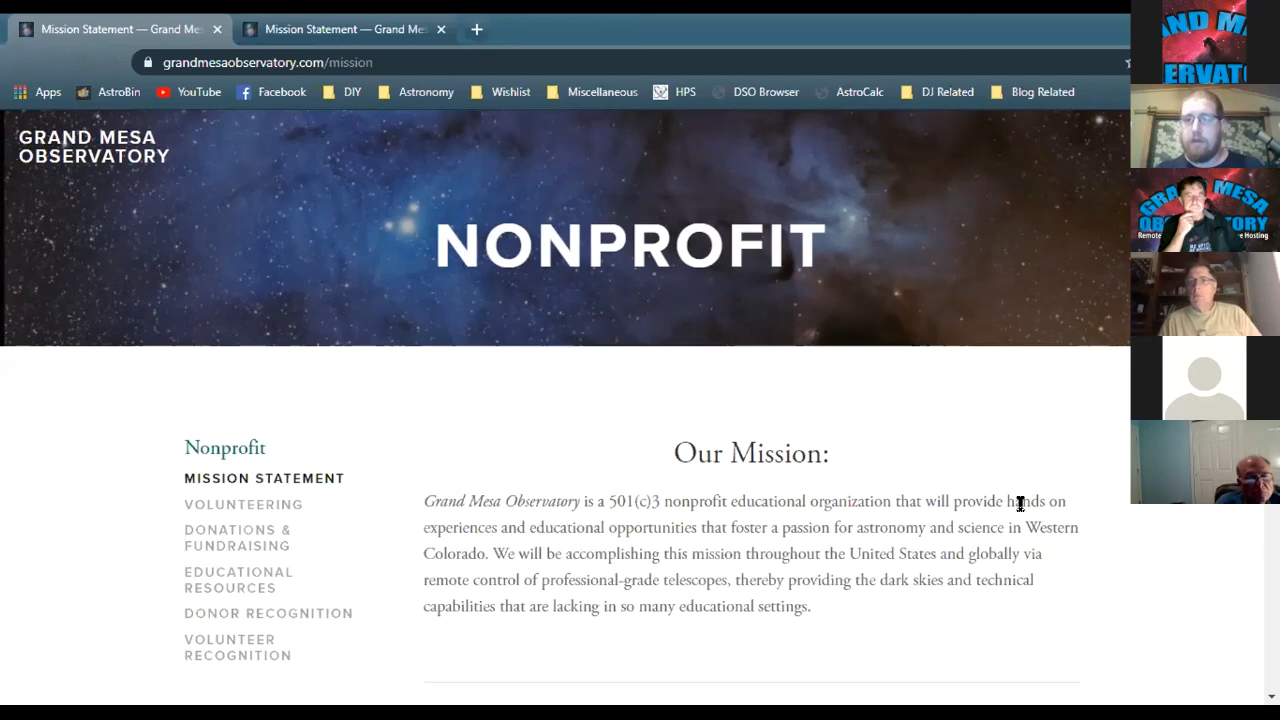 Mission Statement — Grand Me
Mission Statement — Grand Me
grandmesaobservatory.com/mission
Apps
AstroBin
YouTube
Facebook
DIY
Astronomy
Wishlist
Miscellaneous
HPS
DSO Browser
AstroCalc
DJ Related
Blog Related
GRAND MESA
OBSERVATORY
NONPROFIT
Nonprofit
MISSION STATEMENT
VOLUNTEERING
DONATIONS &
FUNDRAISING
EDUCATIONAL
RESOURCES
DONOR RECOGNITION
VOLUNTEER
RECOGNITION
Our Mission:
Grand Mesa Observatory is a 501(c)3 nonprofit educational organization that will provide hands on
experiences and educational opportunities that foster a passion for astronomy and science in Western
Colorado. We will be accomplishing this mission throughout the United States and globally via
remote control of professional-grade telescopes, thereby providing the dark skies and technical
capabilities that are lacking in so many educational settings.
AND M
ERVAT
GRAND MESA